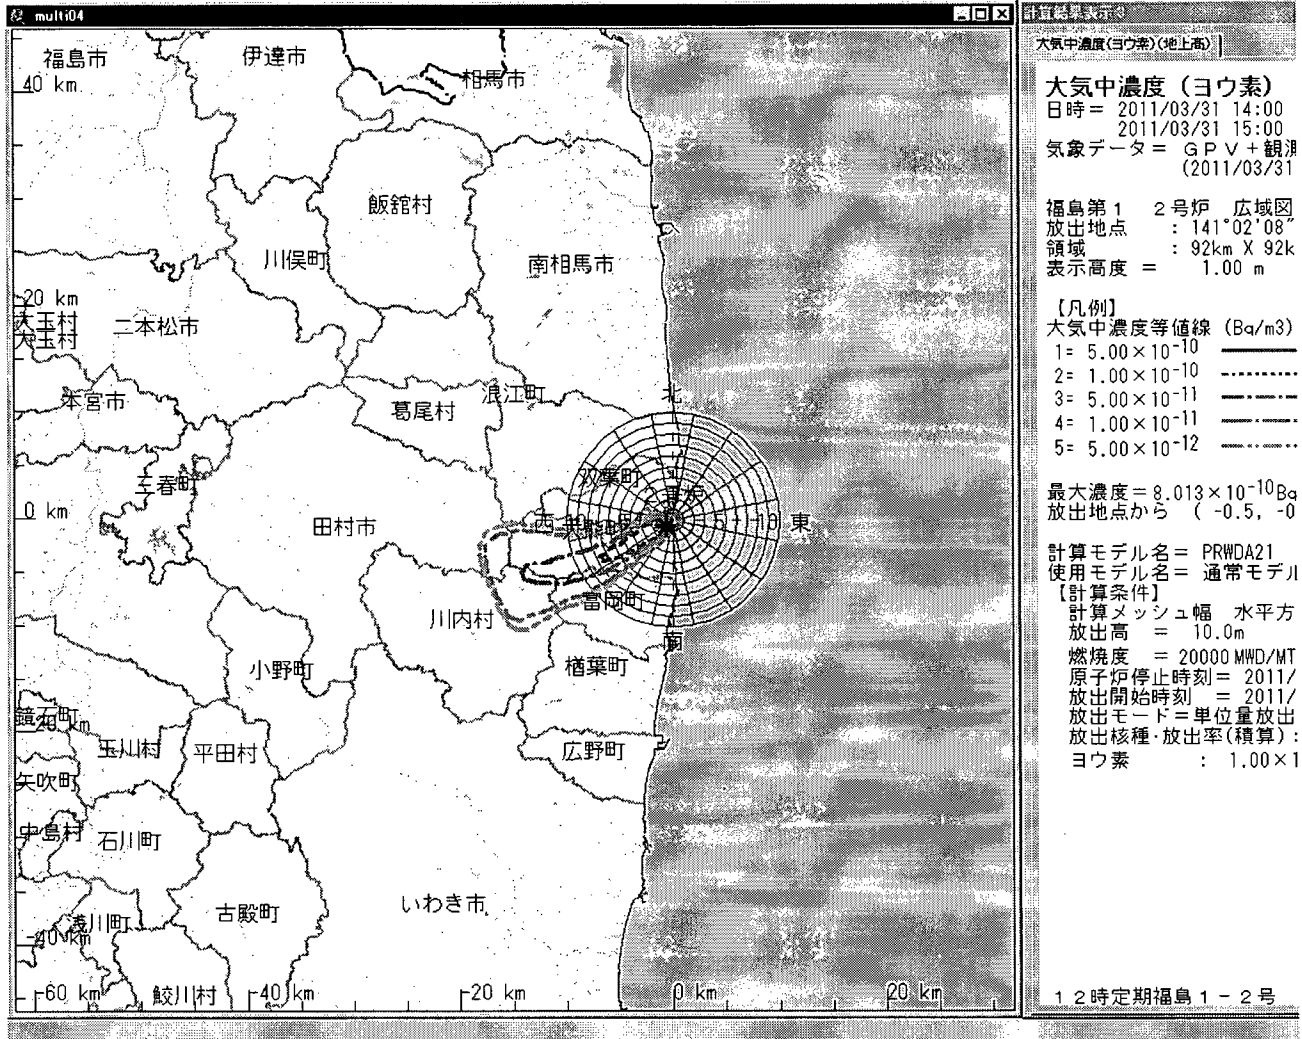 multi04
福島市
伊達市
相馬市
40 km
飯舘村
川俣町
南相馬市
20 km
大玉村
大玉村
二本松市
本宮市
葛尾村
浪江町
北
三春町
双葉町
0 km
田村市
西
東
富岡町
川内村
南
小野町
楢葉町
鏡石町
-20 km
玉川村
平田村
広野町
矢吹町
中島村
石川町
浅川町
古殿町
いわき市
-40 km
鮫川村
-60 km
-40 km
-20 km
0 km
20 km
計算結果表示
大気中濃度(ヨウ素)(地上高)
大気中濃度（ヨウ素）
日時＝ 2011/03/31 14:00
2011/03/31 15:00
気象データ＝ ＧＰＶ＋観測
(2011/03/31
福島第１ ２号炉 広域図
放出地点 : 141°02'08"
領域 : 92km X 92k
表示高度 ＝ 1.00 m
【凡例】
大気中濃度等値線 (Bq/m3)
1= 5.00×10-10
2= 1.00×10-10
3= 5.00×10-11
4= 1.00×10-11
5= 5.00×10-12
最大濃度＝8.013×10-10Bq
放出地点から ( -0.5, -0
計算モデル名＝ PRWDA21
使用モデル名＝ 通常モデル
【計算条件】
計算メッシュ幅 水平方
放出高 ＝ 10.0m
燃焼度 ＝ 20000MWD/MT
原子炉停止時刻＝ 2011/
放出開始時刻 ＝ 2011/
放出モード＝単位量放出
放出核種・放出率(積算) :
ヨウ素 : 1.00×1
１２時定期福島１－２号